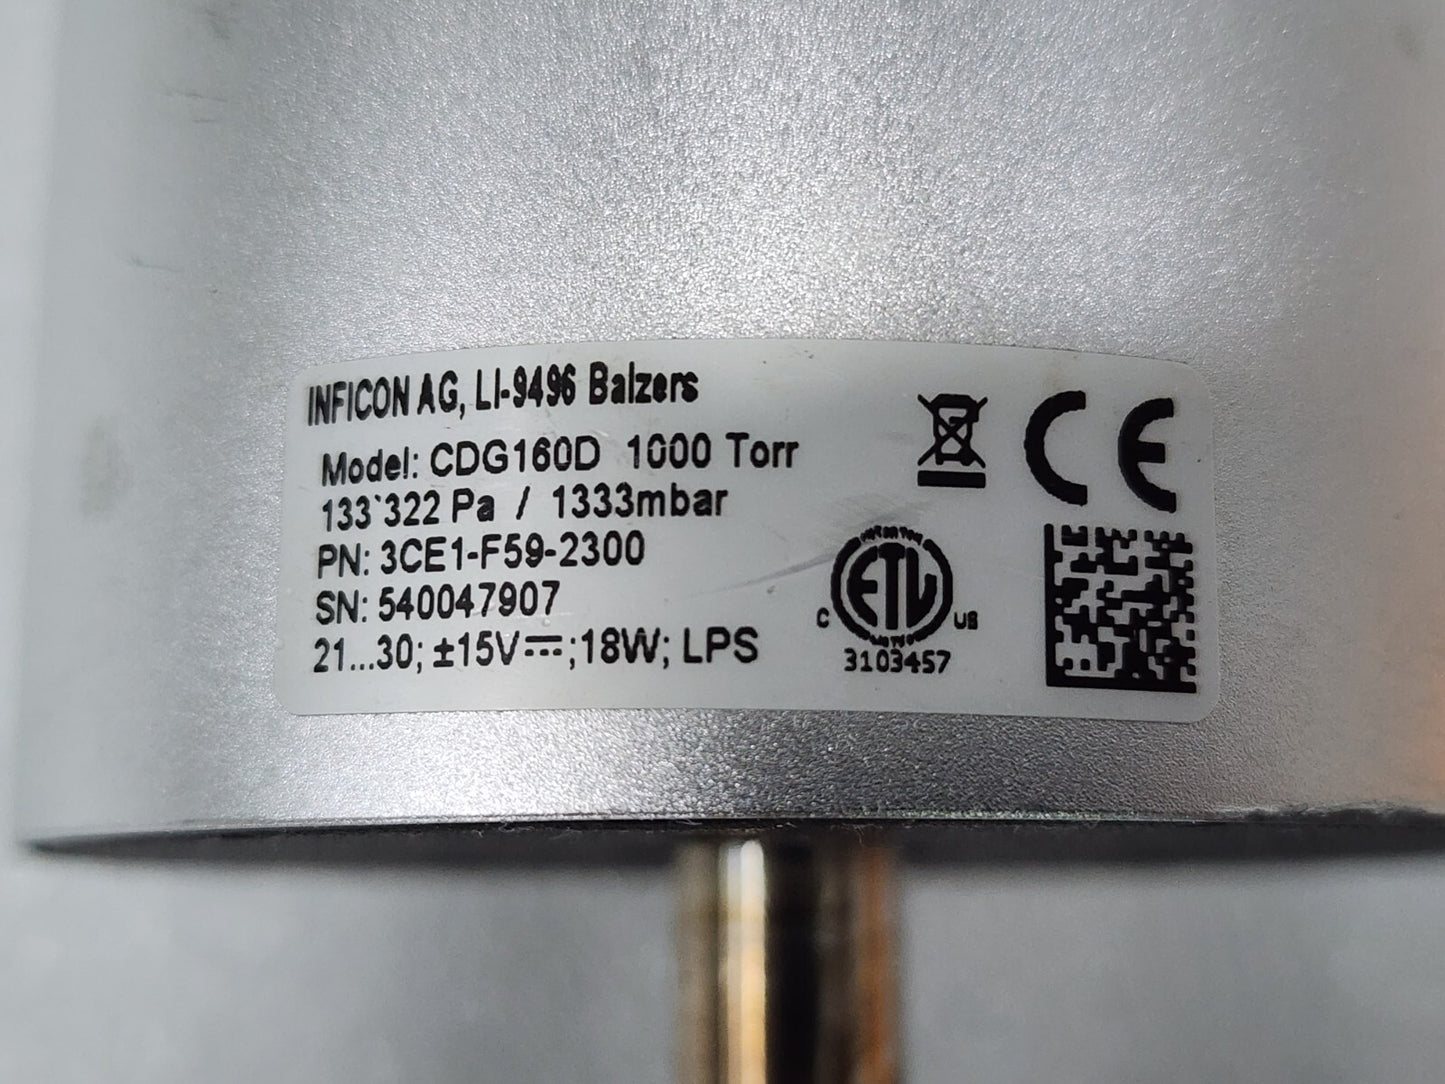 INFICON AG, LI-9496 Balzers
Model: CDG160D 1000 Torr
133`322 Pa / 1333mbar
PN: 3CE1-F59-2300
SN: 540047907
21...30; ±15V⎓;18W; LPS
CE
ETL
C US
3103457